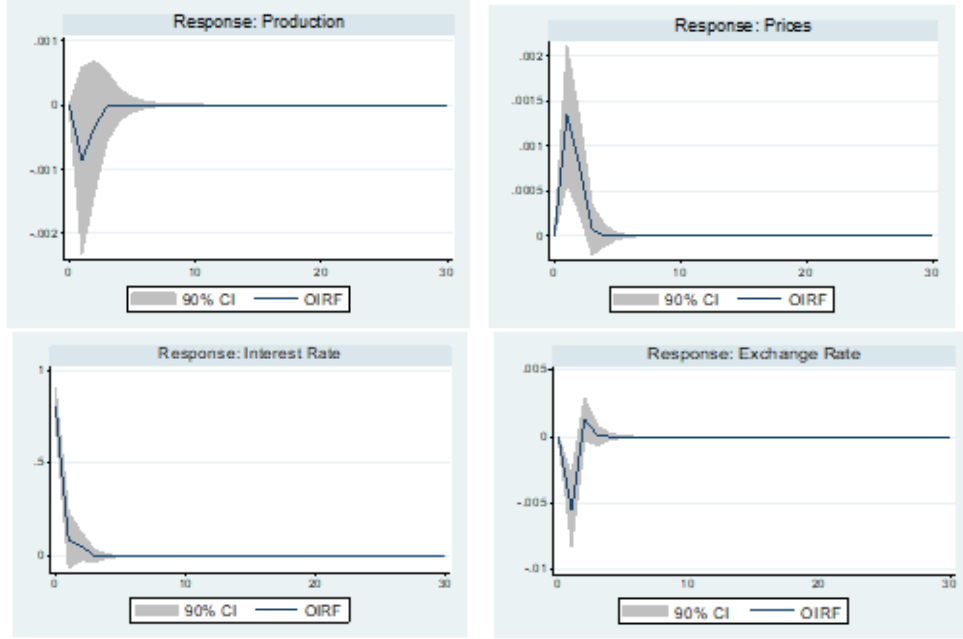 Response: Production
.001
0
-.001
-.002
0 10 20 30
90% CI OIRF
Response: Prices
.002
.0015
.001
.0005
0
0 10 20 30
90% CI OIRF
Response: Interest Rate
1
.5
0
0 10 20 30
90% CI OIRF
Response: Exchange Rate
.005
0
-.005
-.01
0 10 20 30
90% CI OIRF